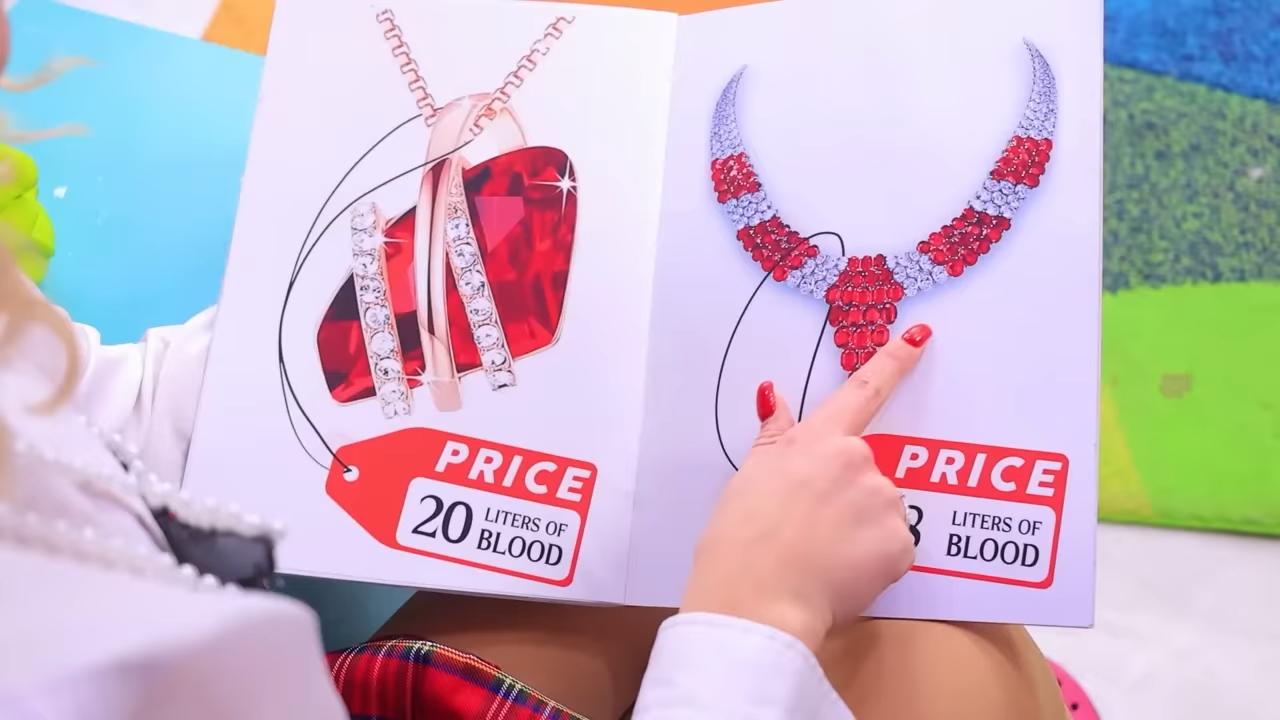 PRICE
20 LITERS OF
BLOOD
PRICE
LITERS OF
BLOOD